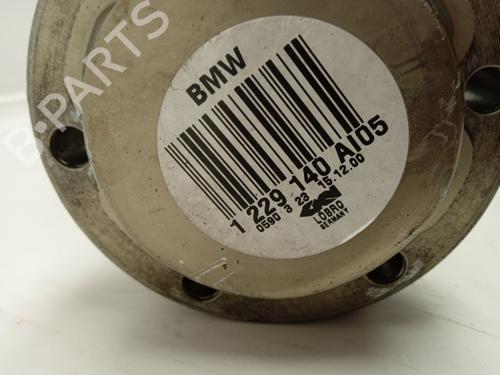 B-PARTS
BMW
1 229 140 AI05
0590 3 23 15.12.00
LÖBRO
GERMANY